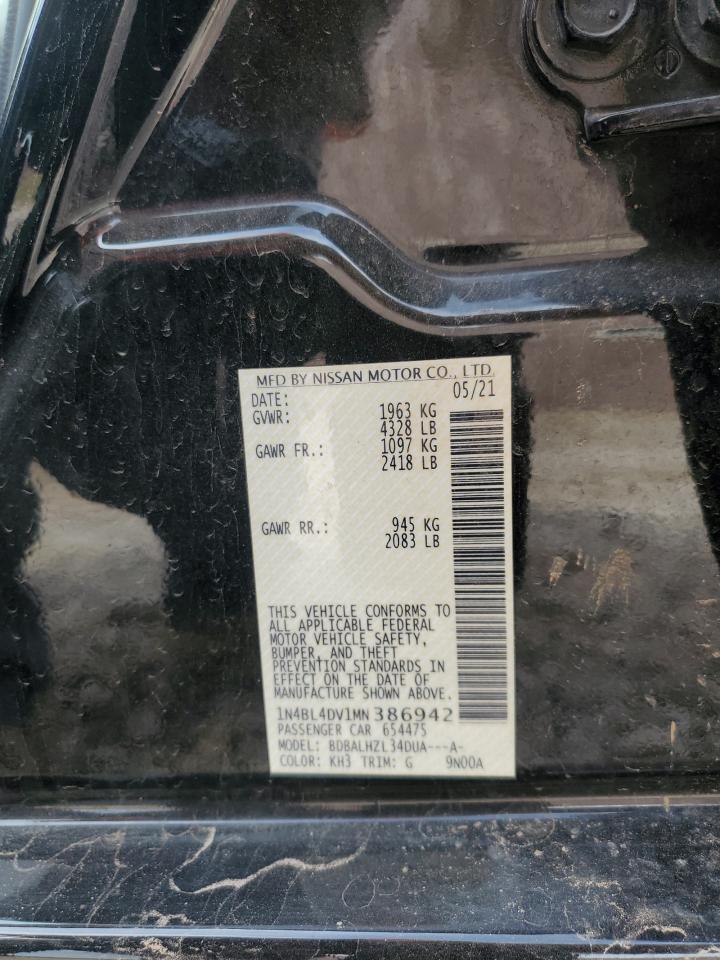 MFD BY NISSAN MOTOR CO., LTD.
DATE: 05/21
GVWR: 1963 KG
4328 LB
GAWR FR.: 1097 KG
2418 LB
GAWR RR.: 945 KG
2083 LB
THIS VEHICLE CONFORMS TO
ALL APPLICABLE FEDERAL
MOTOR VEHICLE SAFETY,
BUMPER, AND THEFT
PREVENTION STANDARDS IN
EFFECT ON THE DATE OF
MANUFACTURE SHOWN ABOVE.
1N4BL4DV1MN386942
PASSENGER CAR 654475
MODEL: BDBALHZL34DUA---A-
COLOR: KH3 TRIM: G 9N00A